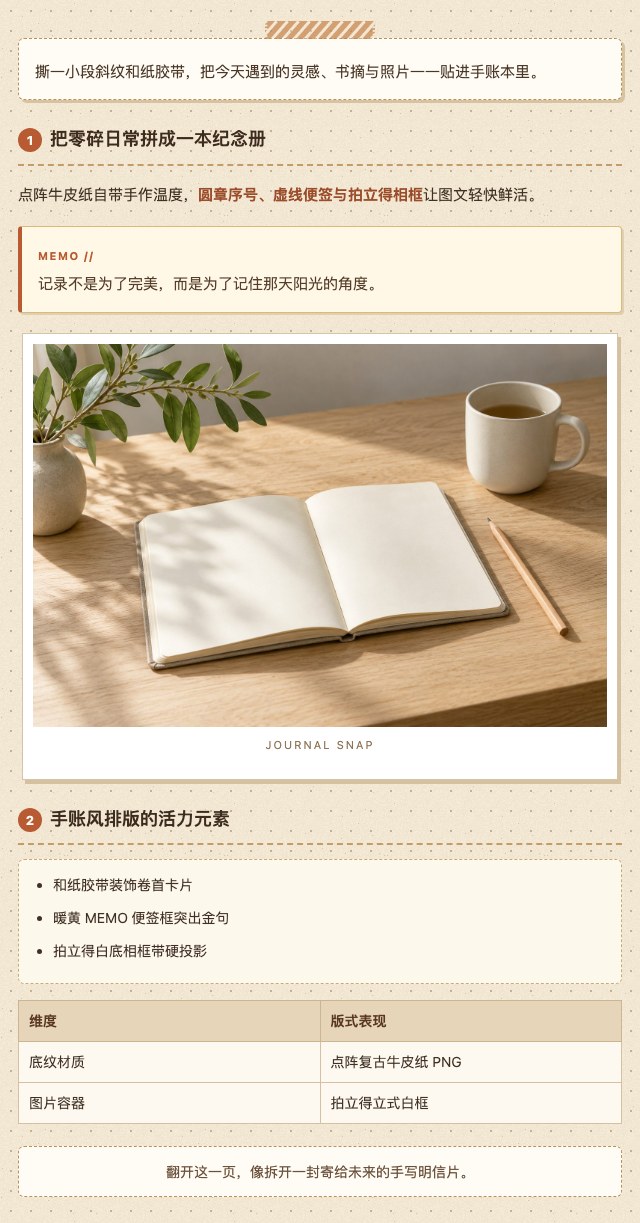 撕一小段斜纹和纸胶带，把今天遇到的灵感、书摘与照片一一贴进手账本里。
1 把零碎日常拼成一本纪念册
点阵牛皮纸自带手作温度，圆章序号、虚线便签与拍立得相框让图文轻快鲜活。
MEMO //
记录不是为了完美，而是为了记住那天阳光的角度。
JOURNAL SNAP
2 手账风排版的活力元素
• 和纸胶带装饰卷首卡片
• 暖黄 MEMO 便签框突出金句
• 拍立得白底相框带硬投影
维度 版式表现
底纹材质 点阵复古牛皮纸 PNG
图片容器 拍立得立式白框
翻开这一页，像拆开一封寄给未来的手写明信片。